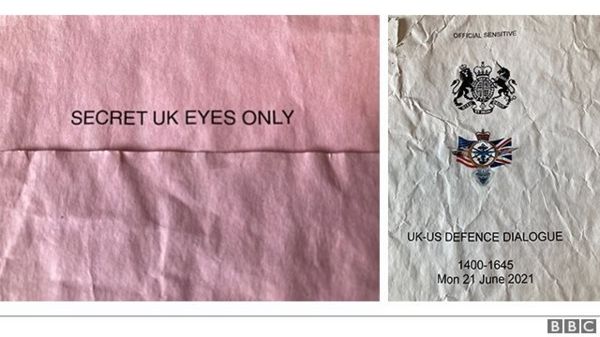 SECRET UK EYES ONLY
OFFICIAL SENSITIVE
UK-US DEFENCE DIALOGUE
1400-1645
Mon 21 June 2021
BBC